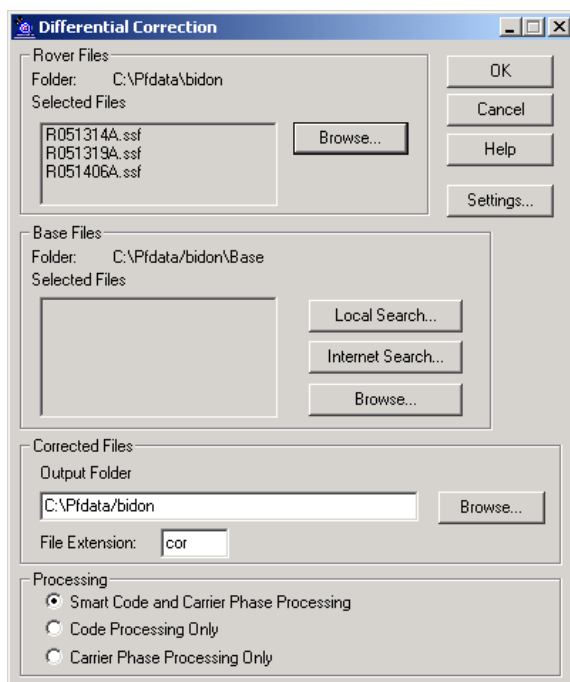 Differential Correction
Rover Files
Folder: C:\Pfdata\bidon
Selected Files
R051314A.ssf
R051319A.ssf
R051406A.ssf
Browse...
OK
Cancel
Help
Settings...
Base Files
Folder: C:\Pfdata/bidon\Base
Selected Files
Local Search...
Internet Search...
Browse...
Corrected Files
Output Folder
C:\Pfdata/bidon
Browse...
File Extension: cor
Processing
Smart Code and Carrier Phase Processing
Code Processing Only
Carrier Phase Processing Only